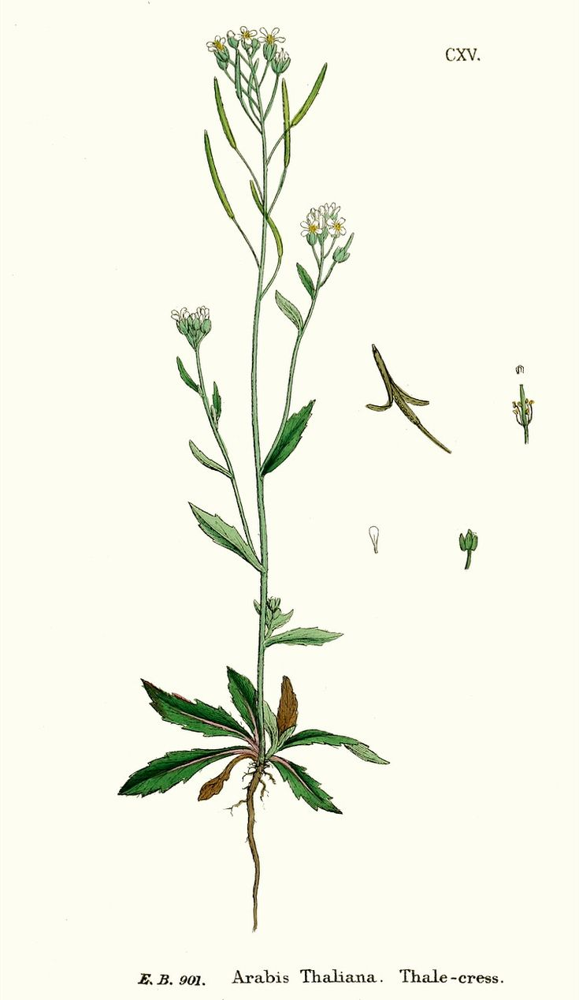 CXV.
E. B. 901. Arabis Thaliana. Thale-cress.